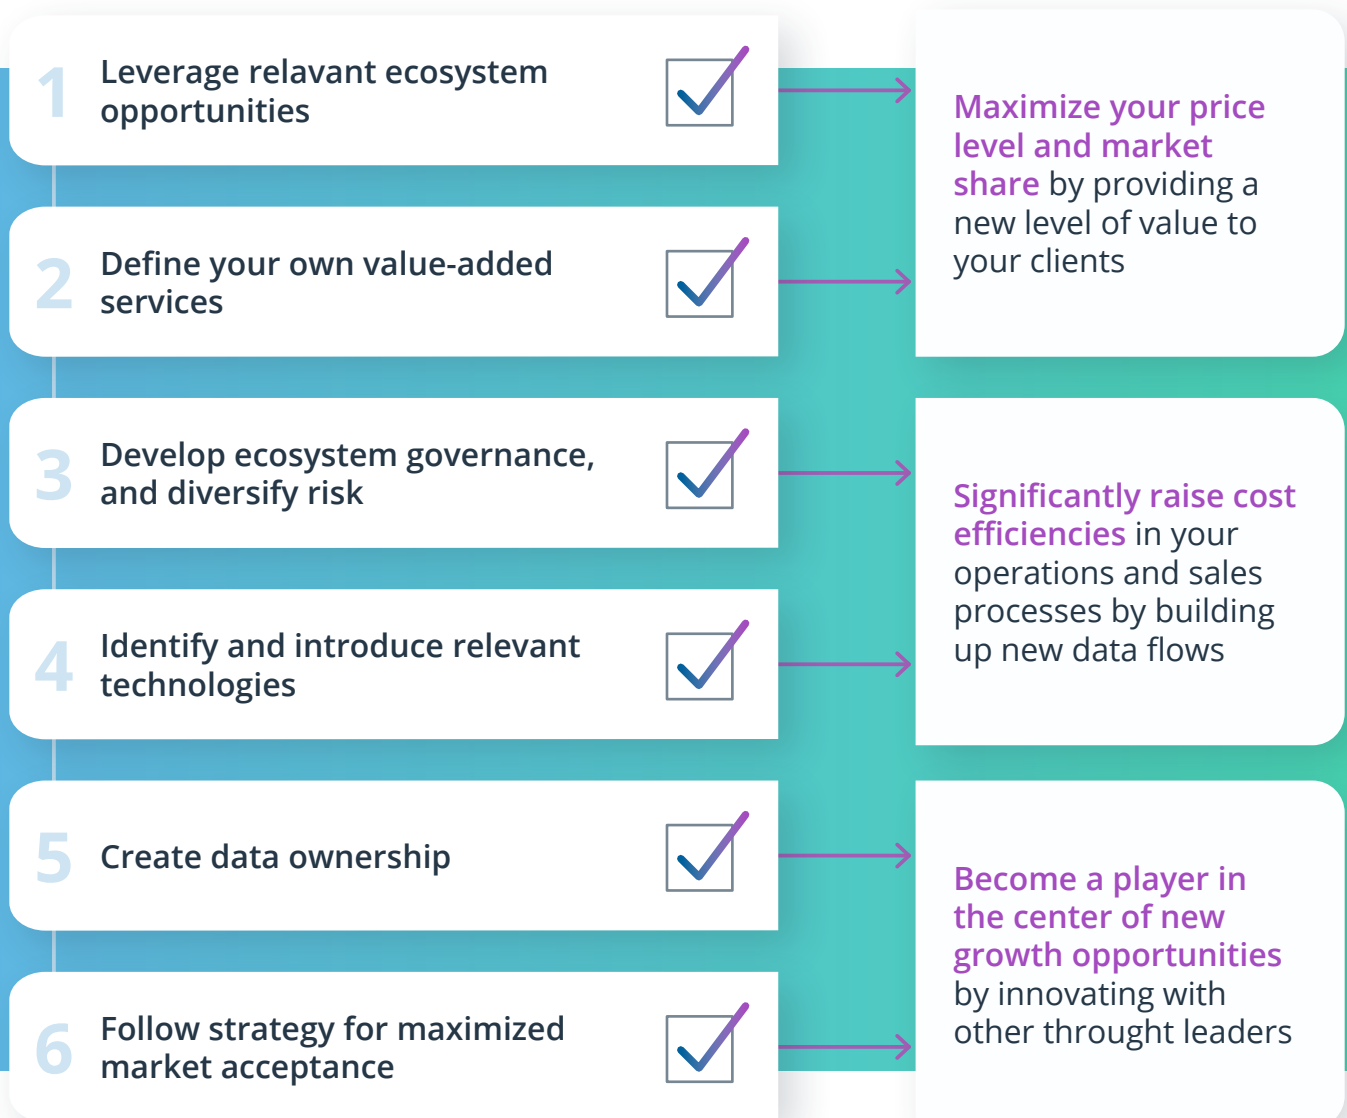 1
Leverage relavant ecosystem
opportunities
Maximize your price
level and market
share by providing a
new level of value to
your clients
2
Define your own value-added
services
3
Develop ecosystem governance,
and diversify risk
Significantly raise cost
efficiencies in your
operations and sales
processes by building
up new data flows
4
Identify and introduce relevant
technologies
5
Create data ownership
Become a player in
the center of new
growth opportunities
by innovating with
other throught leaders
6
Follow strategy for maximized
market acceptance